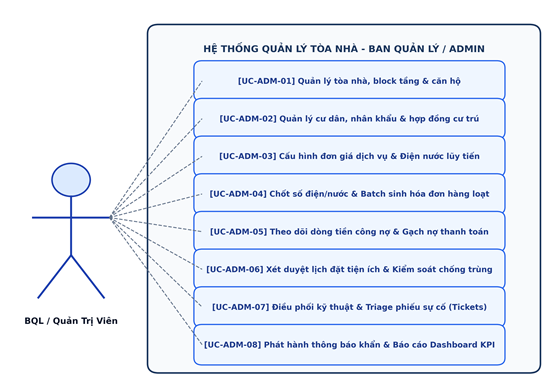 HỆ THỐNG QUẢN LÝ TÒA NHÀ - BAN QUẢN LÝ / ADMIN
[UC-ADM-01] Quản lý tòa nhà, block tầng & căn hộ
[UC-ADM-02] Quản lý cư dân, nhân khẩu & hợp đồng cư trú
[UC-ADM-03] Cấu hình đơn giá dịch vụ & Điện nước lũy tiến
[UC-ADM-04] Chốt số điện/nước & Batch sinh hóa đơn hàng loạt
[UC-ADM-05] Theo dõi dòng tiền công nợ & Gạch nợ thanh toán
[UC-ADM-06] Xét duyệt lịch đặt tiện ích & Kiểm soát chống trùng
[UC-ADM-07] Điều phối kỹ thuật & Triage phiếu sự cố (Tickets)
[UC-ADM-08] Phát hành thông báo khẩn & Báo cáo Dashboard KPI
BQL / Quản Trị Viên